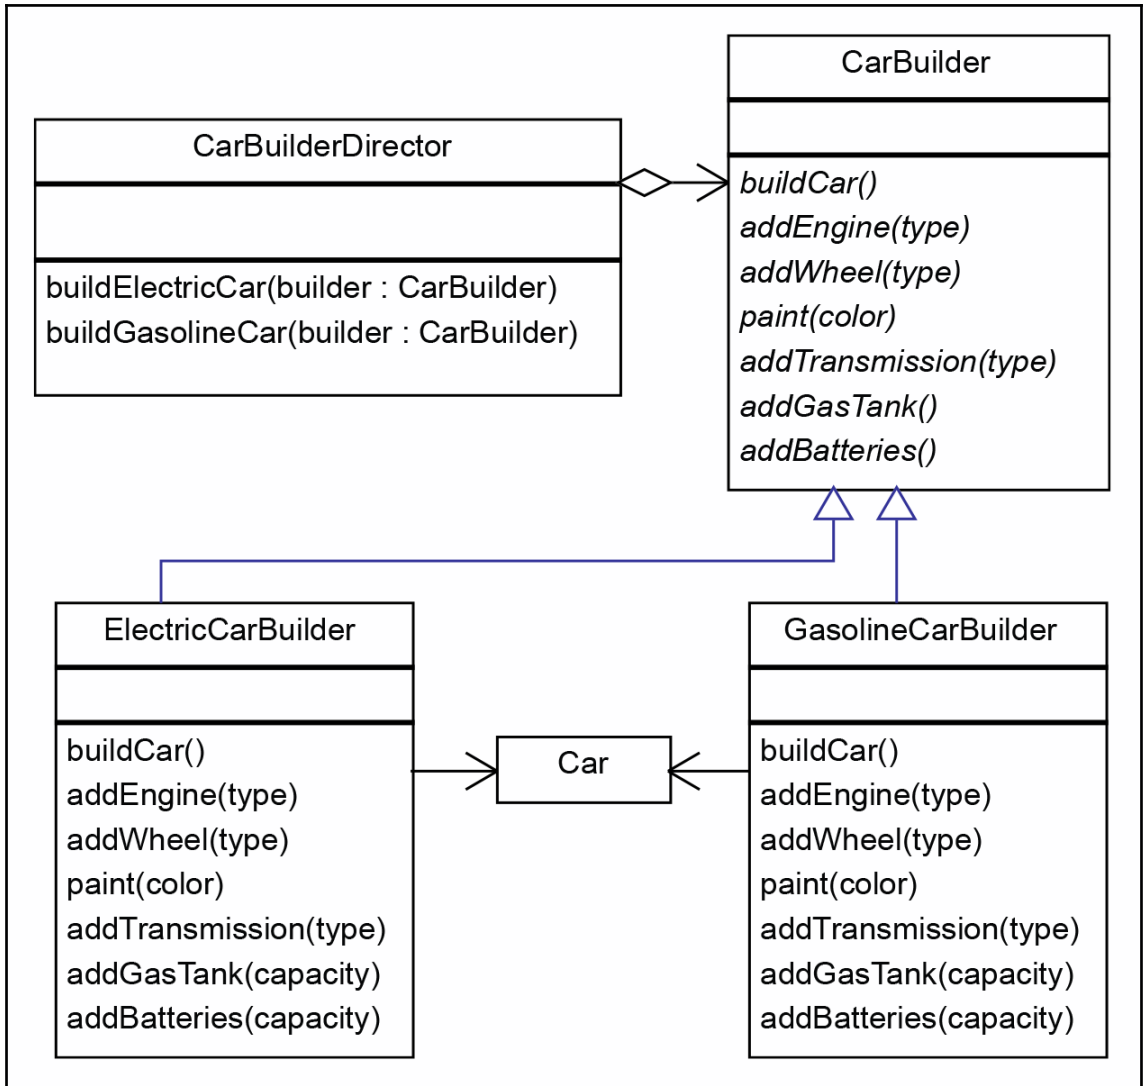 CarBuilder
buildCar()
addEngine(type)
addWheel(type)
paint(color)
addTransmission(type)
addGasTank()
addBatteries()
CarBuilderDirector
buildElectricCar(builder : CarBuilder)
buildGasolineCar(builder : CarBuilder)
ElectricCarBuilder
buildCar()
addEngine(type)
addWheel(type)
paint(color)
addTransmission(type)
addGasTank(capacity)
addBatteries(capacity)
Car
GasolineCarBuilder
buildCar()
addEngine(type)
addWheel(type)
paint(color)
addTransmission(type)
addGasTank(capacity)
addBatteries(capacity)